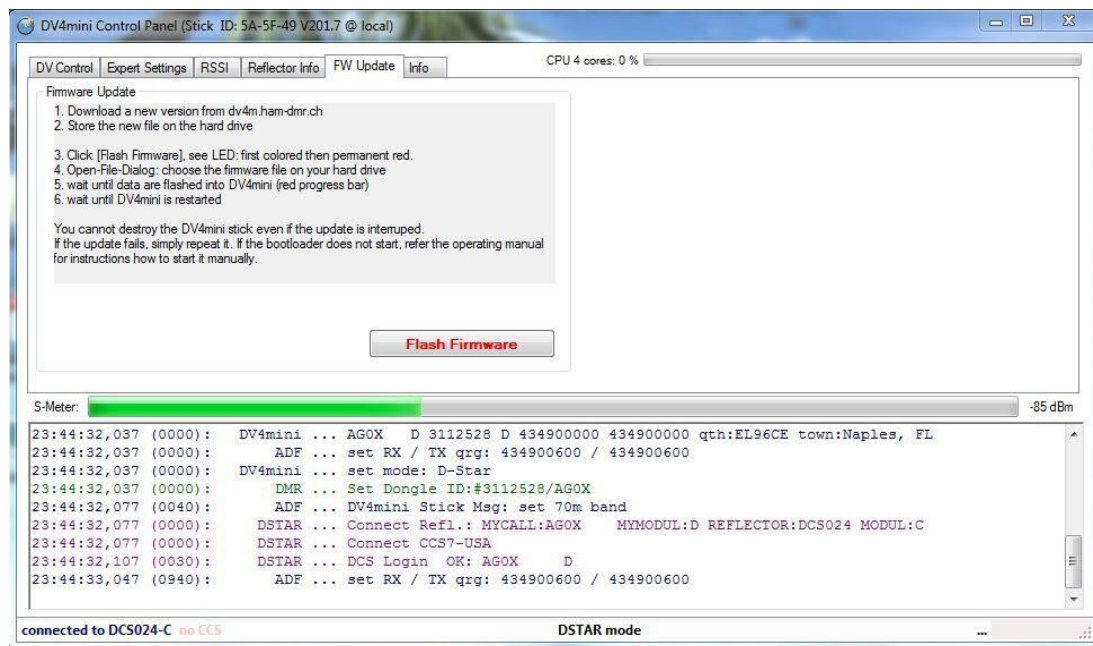 DV4mini Control Panel (Stick ID: 5A-5F-49 V201.7 @ local)
DV Control Expert Settings RSSI Reflector Info FW Update Info CPU 4 cores: 0 %
Firmware Update
1. Download a new version from dv4m.ham-dmr.ch
2. Store the new file on the hard drive
3. Click [Flash Firmware], see LED: first colored then permanent red.
4. Open-File-Dialog: choose the firmware file on your hard drive
5. wait until data are flashed into DV4mini (red progress bar)
6. wait until DV4mini is restarted
You cannot destroy the DV4mini stick even if the update is interruped.
If the update fails, simply repeat it. If the bootloader does not start, refer the operating manual
for instructions how to start it manually.
Flash Firmware
S-Meter: -85 dBm
23:44:32,037 (0000): DV4mini ... AG0X D 3112528 D 434900000 434900000 qth:EL96CE town:Naples, FL
23:44:32,037 (0000): ADF ... set RX / TX qrg: 434900600 / 434900600
23:44:32,037 (0000): DV4mini ... set mode: D-Star
23:44:32,037 (0000): DMR ... Set Dongle ID:#3112528/AG0X
23:44:32,077 (0040): ADF ... DV4mini Stick Msg: set 70m band
23:44:32,077 (0000): DSTAR ... Connect Refl.: MYCALL:AG0X MYMODUL:D REFLECTOR:DCS024 MODUL:C
23:44:32,077 (0000): DSTAR ... Connect CCS7-USA
23:44:32,107 (0030): DSTAR ... DCS Login OK: AG0X D
23:44:33,047 (0940): ADF ... set RX / TX qrg: 434900600 / 434900600
connected to DCS024-C no CCS DSTAR mode ...